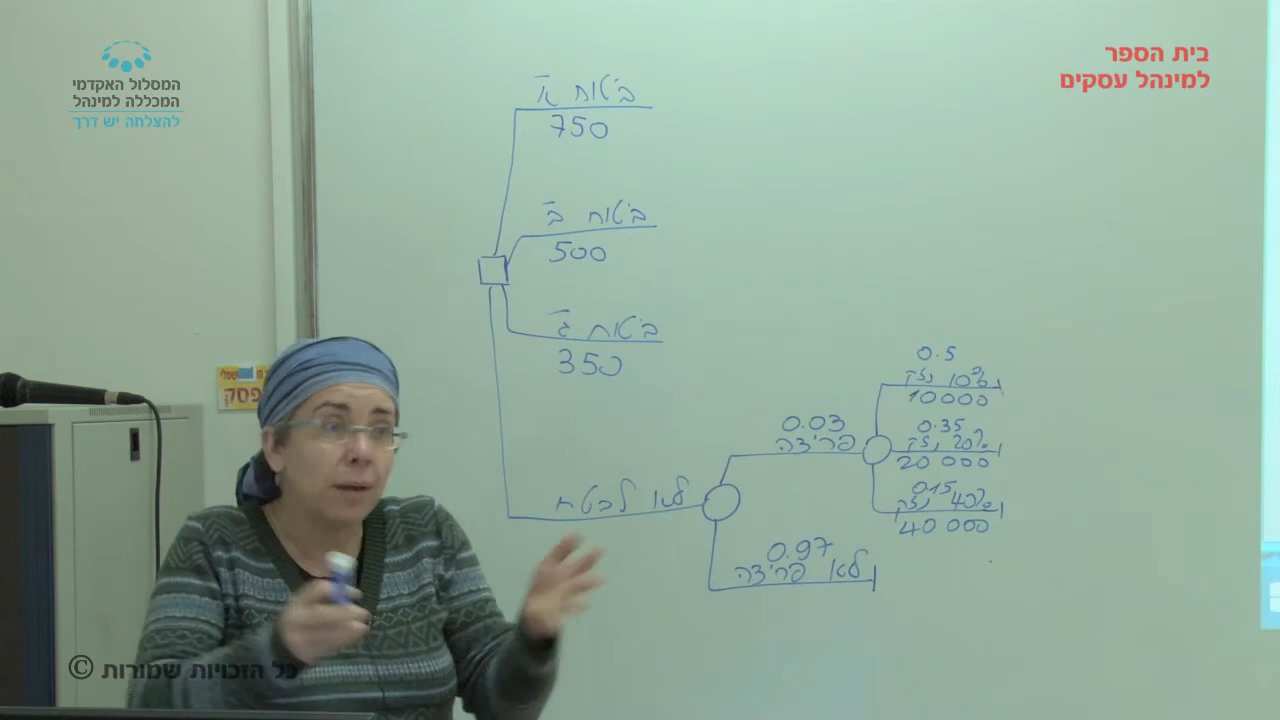 המסלול האקדמי
המכללה למינהל
להצלחה יש דרך
בית הספר
למינהל עסקים
ביטוח א
750
ביטוח ב
500
ביטוח ג
350
לא לבטח
0.03
פריצה
0.97
לא פריצה
0.5
10% נזק
10000
0.35
20% נזק
20 000
0.15
40% נזק
40 000
פסק
© כל הזכויות שמורות